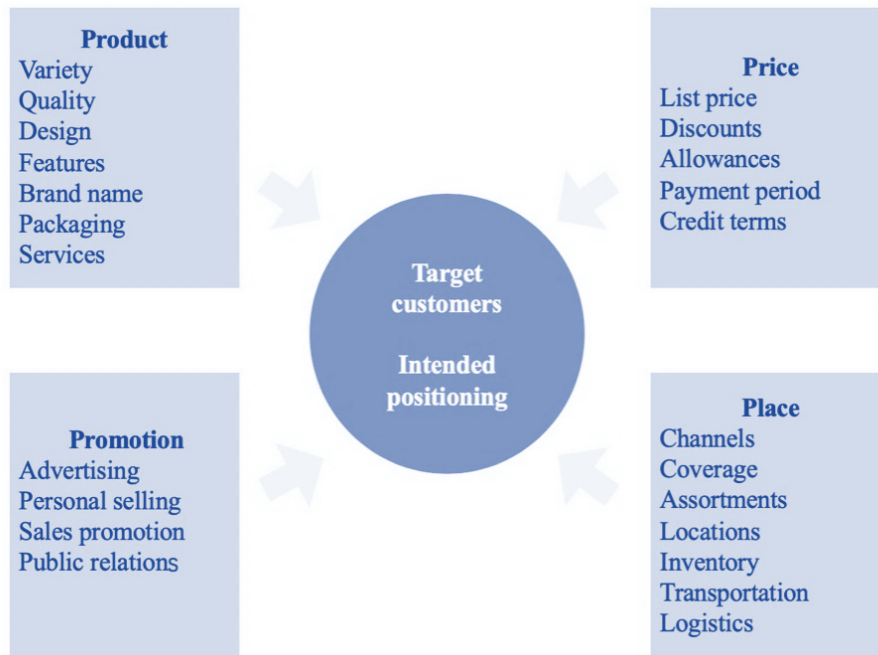 Product
Variety
Quality
Design
Features
Brand name
Packaging
Services
Price
List price
Discounts
Allowances
Payment period
Credit terms
Target
customers
Intended
positioning
Promotion
Advertising
Personal selling
Sales promotion
Public relations
Place
Channels
Coverage
Assortments
Locations
Inventory
Transportation
Logistics